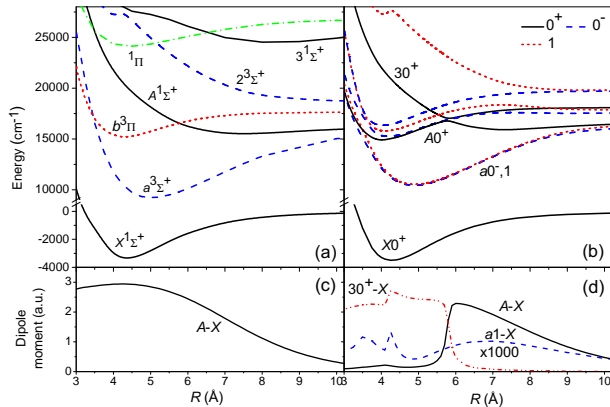 25000
20000
15000
10000
0
-2000
-4000
Energy (cm⁻¹)
¹Π
A¹Σ⁺
2³Σ⁺
3¹Σ⁺
b³Π
a³Σ⁺
X¹Σ⁺
(a)
0⁺ 0⁻
1
30⁺
A0⁺
a0⁻,1
X0⁺
(b)
3
2
1
0
Dipole
moment (a.u.)
(c)
A-X
3 4 5 6 7 8 9 10
R (Å)
30⁺-X
(d)
A-X
a1-X
x1000
3 4 5 6 7 8 9 10
R (Å)